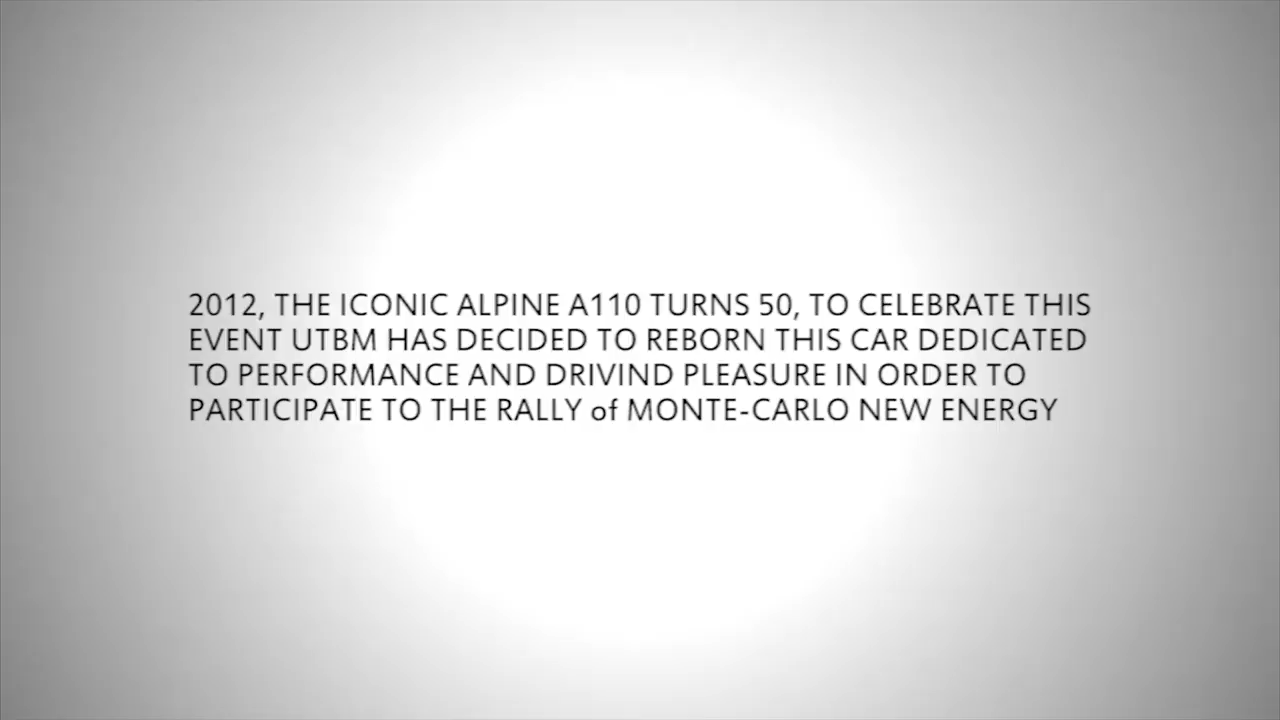 2012, THE ICONIC ALPINE A110 TURNS 50, TO CELEBRATE THIS
EVENT UTBM HAS DECIDED TO REBORN THIS CAR DEDICATED
TO PERFORMANCE AND DRIVIND PLEASURE IN ORDER TO
PARTICIPATE TO THE RALLY of MONTE-CARLO NEW ENERGY